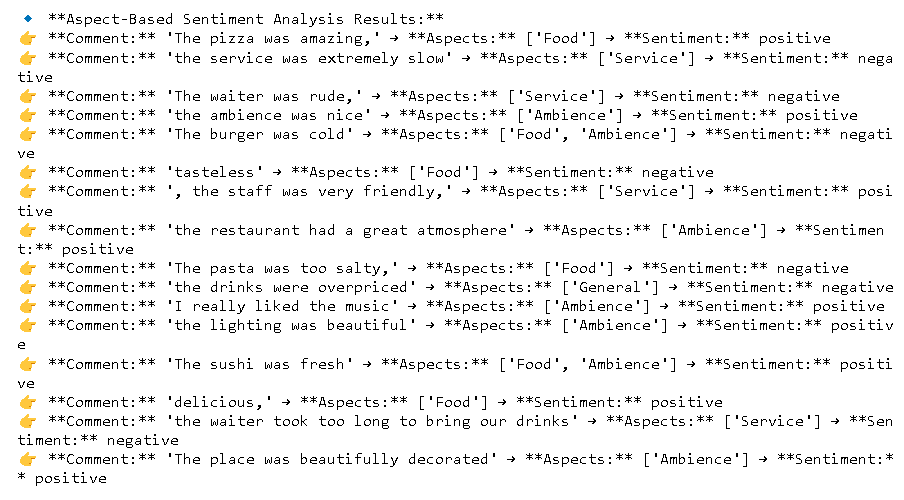 🔹 **Aspect-Based Sentiment Analysis Results:**
👉 **Comment:** 'The pizza was amazing,' → **Aspects:** ['Food'] → **Sentiment:** positive
👉 **Comment:** 'the service was extremely slow' → **Aspects:** ['Service'] → **Sentiment:** nega
tive
👉 **Comment:** 'The waiter was rude,' → **Aspects:** ['Service'] → **Sentiment:** negative
👉 **Comment:** 'the ambience was nice' → **Aspects:** ['Ambience'] → **Sentiment:** positive
👉 **Comment:** 'The burger was cold' → **Aspects:** ['Food', 'Ambience'] → **Sentiment:** negati
ve
👉 **Comment:** 'tasteless' → **Aspects:** ['Food'] → **Sentiment:** negative
👉 **Comment:** ', the staff was very friendly,' → **Aspects:** ['Service'] → **Sentiment:** posi
tive
👉 **Comment:** 'the restaurant had a great atmosphere' → **Aspects:** ['Ambience'] → **Sentimen
t:** positive
👉 **Comment:** 'The pasta was too salty,' → **Aspects:** ['Food'] → **Sentiment:** negative
👉 **Comment:** 'the drinks were overpriced' → **Aspects:** ['General'] → **Sentiment:** negative
👉 **Comment:** 'I really liked the music' → **Aspects:** ['Ambience'] → **Sentiment:** positive
👉 **Comment:** 'the lighting was beautiful' → **Aspects:** ['Ambience'] → **Sentiment:** positiv
e
👉 **Comment:** 'The sushi was fresh' → **Aspects:** ['Food', 'Ambience'] → **Sentiment:** positi
ve
👉 **Comment:** 'delicious,' → **Aspects:** ['Food'] → **Sentiment:** positive
👉 **Comment:** 'the waiter took too long to bring our drinks' → **Aspects:** ['Service'] → **Sen
timent:** negative
👉 **Comment:** 'The place was beautifully decorated' → **Aspects:** ['Ambience'] → **Sentiment:*
* positive